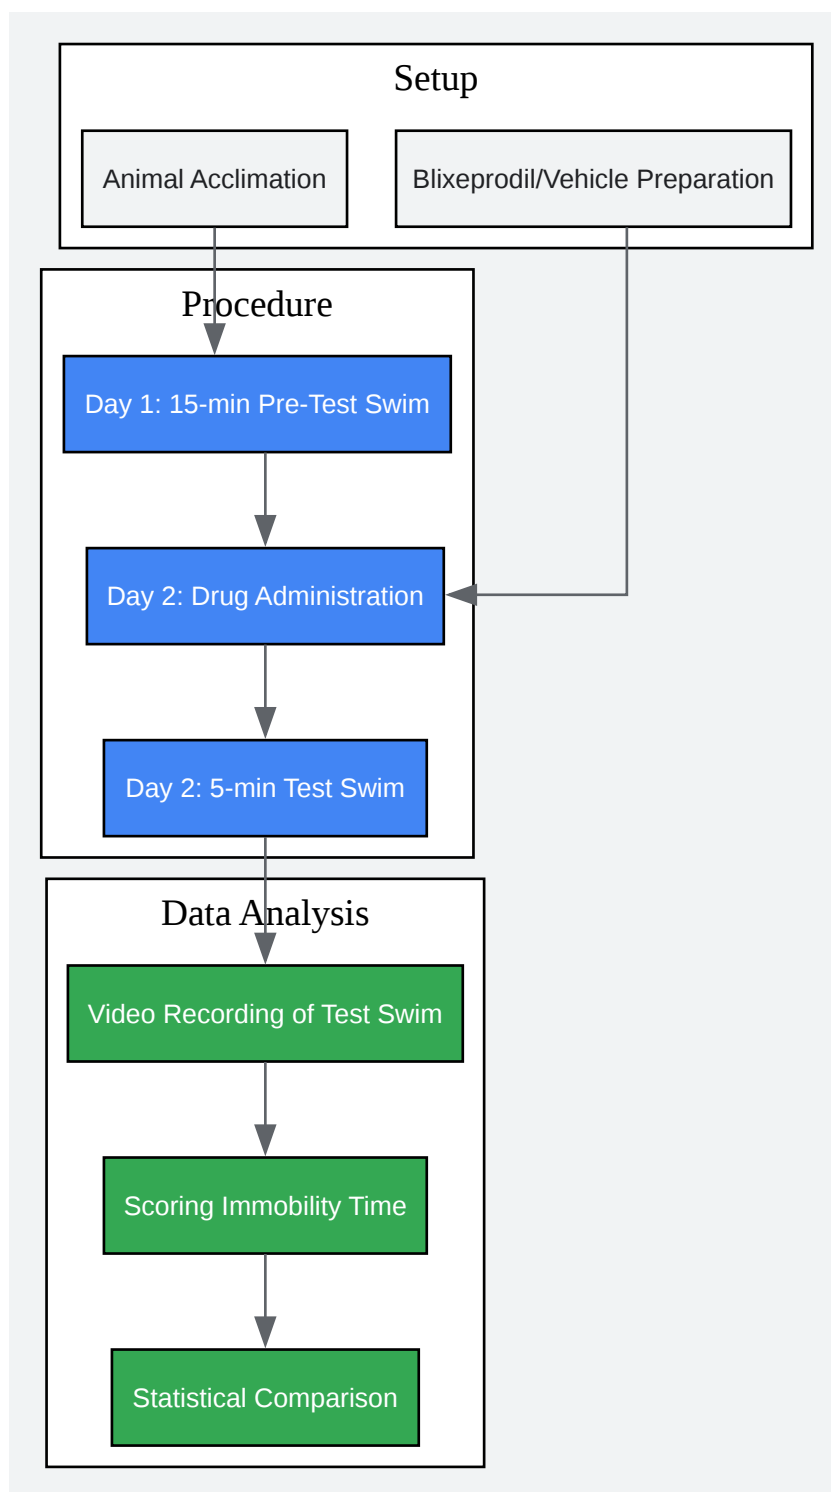 Setup
Animal Acclimation
Blixeprodil/Vehicle Preparation
Procedure
Day 1: 15-min Pre-Test Swim
Day 2: Drug Administration
Day 2: 5-min Test Swim
Data Analysis
Video Recording of Test Swim
Scoring Immobility Time
Statistical Comparison